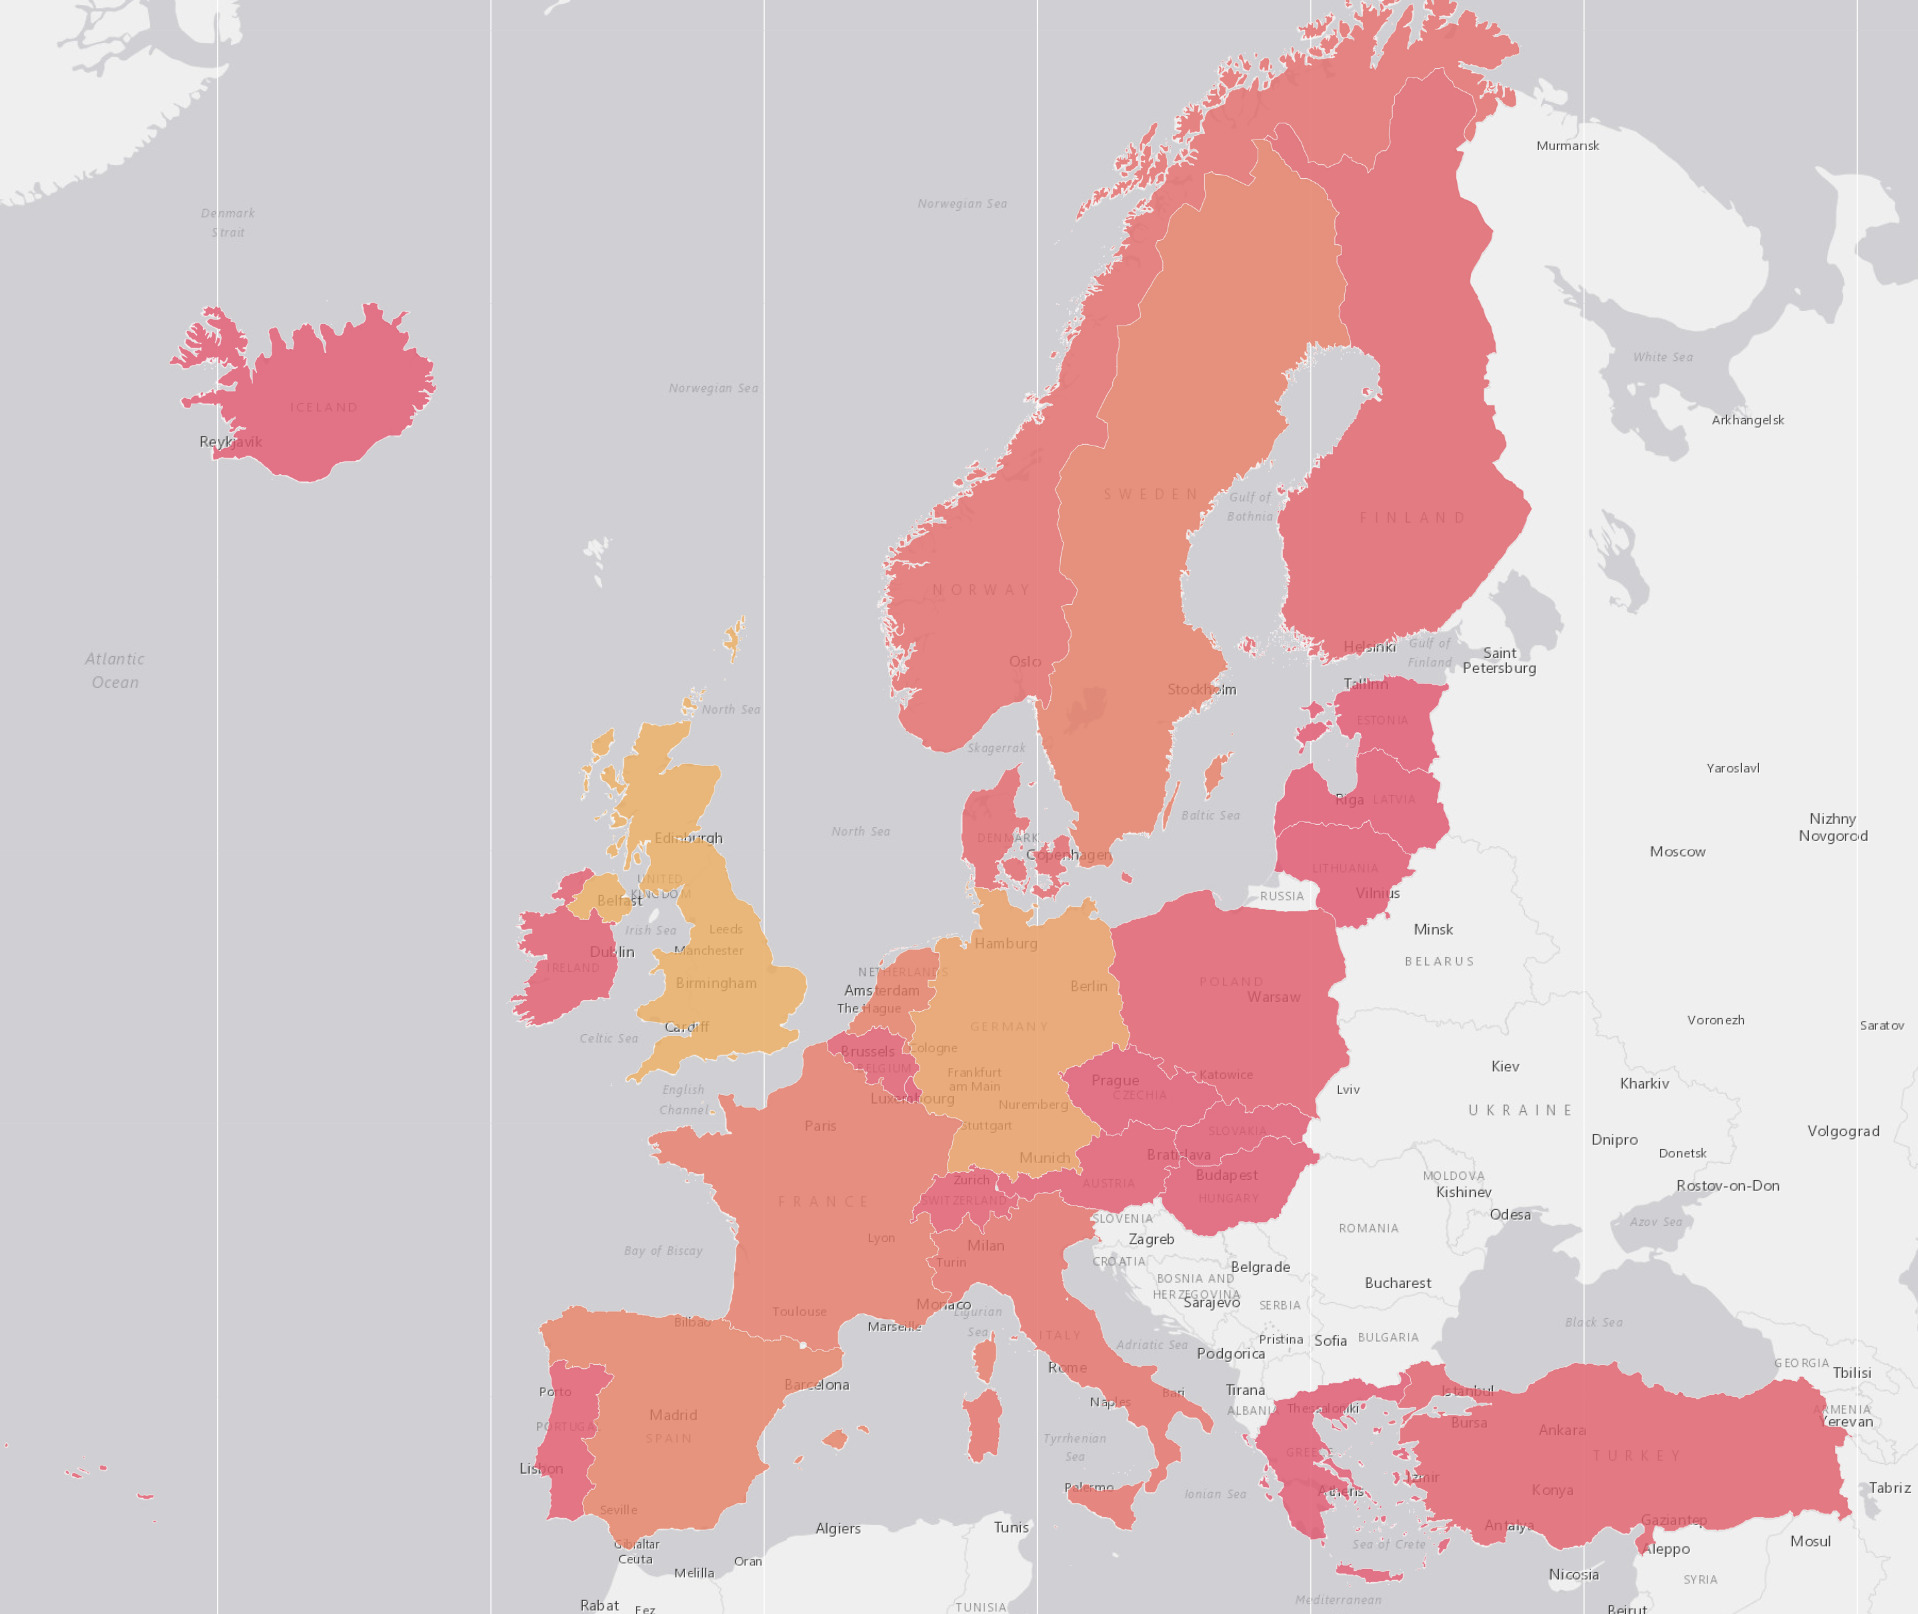 Murmansk
Denmark
Strait
Norwegian Sea
White Sea
Norwegian Sea
ICELAND
Reykjavik
Arkhangelsk
SWEDEN
Gulf of
Bothnia
FINLAND
NORWAY
Atlantic
Ocean
Oslo
Helsinki
Gulf of
Finland
Saint
Petersburg
Stockholm
Tallinn
North Sea
ESTONIA
Skagerrak
Yaroslavl
Riga
LATVIA
Baltic Sea
Nizhny
Novgorod
North Sea
Edinburgh
DENMARK
Copenhagen
Moscow
LITHUANIA
UNITED
KINGDOM
Belfast
Vilnius
RUSSIA
Leeds
Irish Sea
Minsk
Dublin
Manchester
Hamburg
BELARUS
IRELAND
NETHERLANDS
Birmingham
Amsterdam
Berlin
POLAND
Warsaw
The Hague
Cardiff
GERMANY
Voronezh
Saratov
Celtic Sea
Brussels
BELGIUM
Cologne
Kiev
Frankfurt
am Main
Prague
CZECHIA
Katowice
Lviv
Kharkiv
English
Channel
Luxembourg
Nuremberg
UKRAINE
Paris
Stuttgart
SLOVAKIA
Dnipro
Volgograd
Munich
Bratislava
Donetsk
Budapest
MOLDOVA
Zurich
AUSTRIA
Kishinev
Rostov-on-Don
FRANCE
SWITZERLAND
HUNGARY
Odesa
SLOVENIA
Azov Sea
Lyon
Milan
Zagreb
ROMANIA
Bay of Biscay
Turin
CROATIA
Belgrade
BOSNIA AND
HERZEGOVINA
Bucharest
Sarajevo
SERBIA
Monaco
Toulouse
Ligurian
Sea
Bilbao
Marseille
Black Sea
ITALY
Adriatic Sea
Pristina
Sofia
BULGARIA
Podgorica
Rome
GEORGIA
Tbilisi
Barcelona
Porto
Bari
Tirana
Istanbul
Naples
ALBANIA
Thessaloniki
ARMENIA
Yerevan
Madrid
SPAIN
PORTUGAL
Bursa
Ankara
Tyrrhenian
Sea
GREECE
TURKEY
Lisbon
Izmir
Palermo
Ionian Sea
Athens
Konya
Tabriz
Seville
Algiers
Tunis
Antalya
Gaziantep
Gibraltar
Ceuta
Sea of Crete
Aleppo
Mosul
Oran
Melilla
Nicosia
SYRIA
Rabat
Fez
TUNISIA
Mediterranean
Beirut